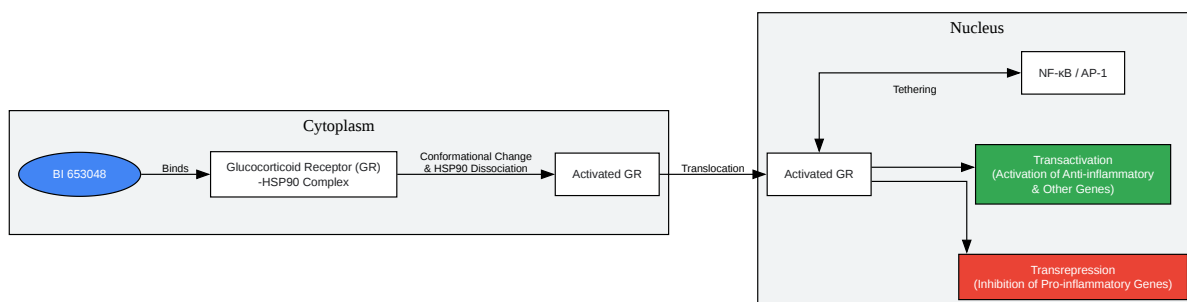 Nucleus
NF-κB / AP-1
Tethering
Cytoplasm
BI 653048
Binds
Glucocorticoid Receptor (GR)
-HSP90 Complex
Conformational Change
& HSP90 Dissociation
Activated GR
Translocation
Activated GR
Transactivation
(Activation of Anti-inflammatory
& Other Genes)
Transrepression
(Inhibition of Pro-inflammatory Genes)